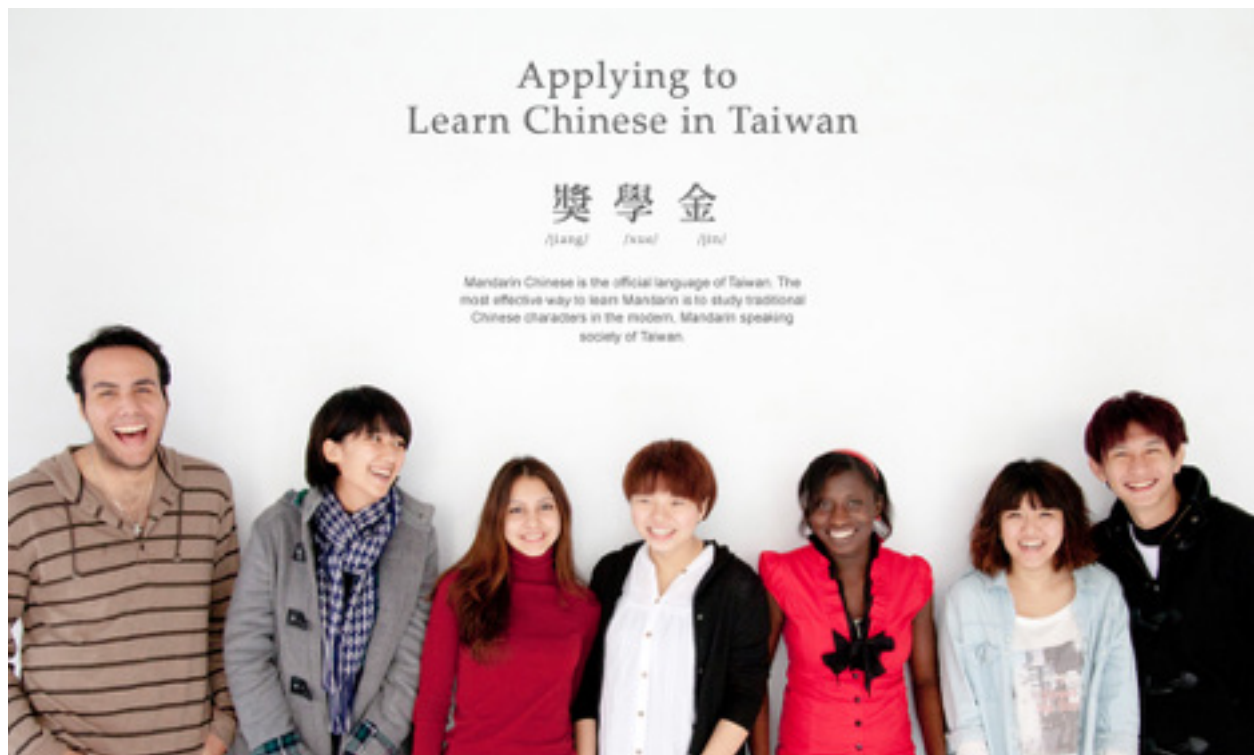 Applying to
Learn Chinese in Taiwan
獎學金
/jiang/ /xue/ /jin/
Mandarin Chinese is the official language of Taiwan. The
most effective way to learn Mandarin is to study traditional
Chinese characters in the modern, Mandarin speaking
society of Taiwan.